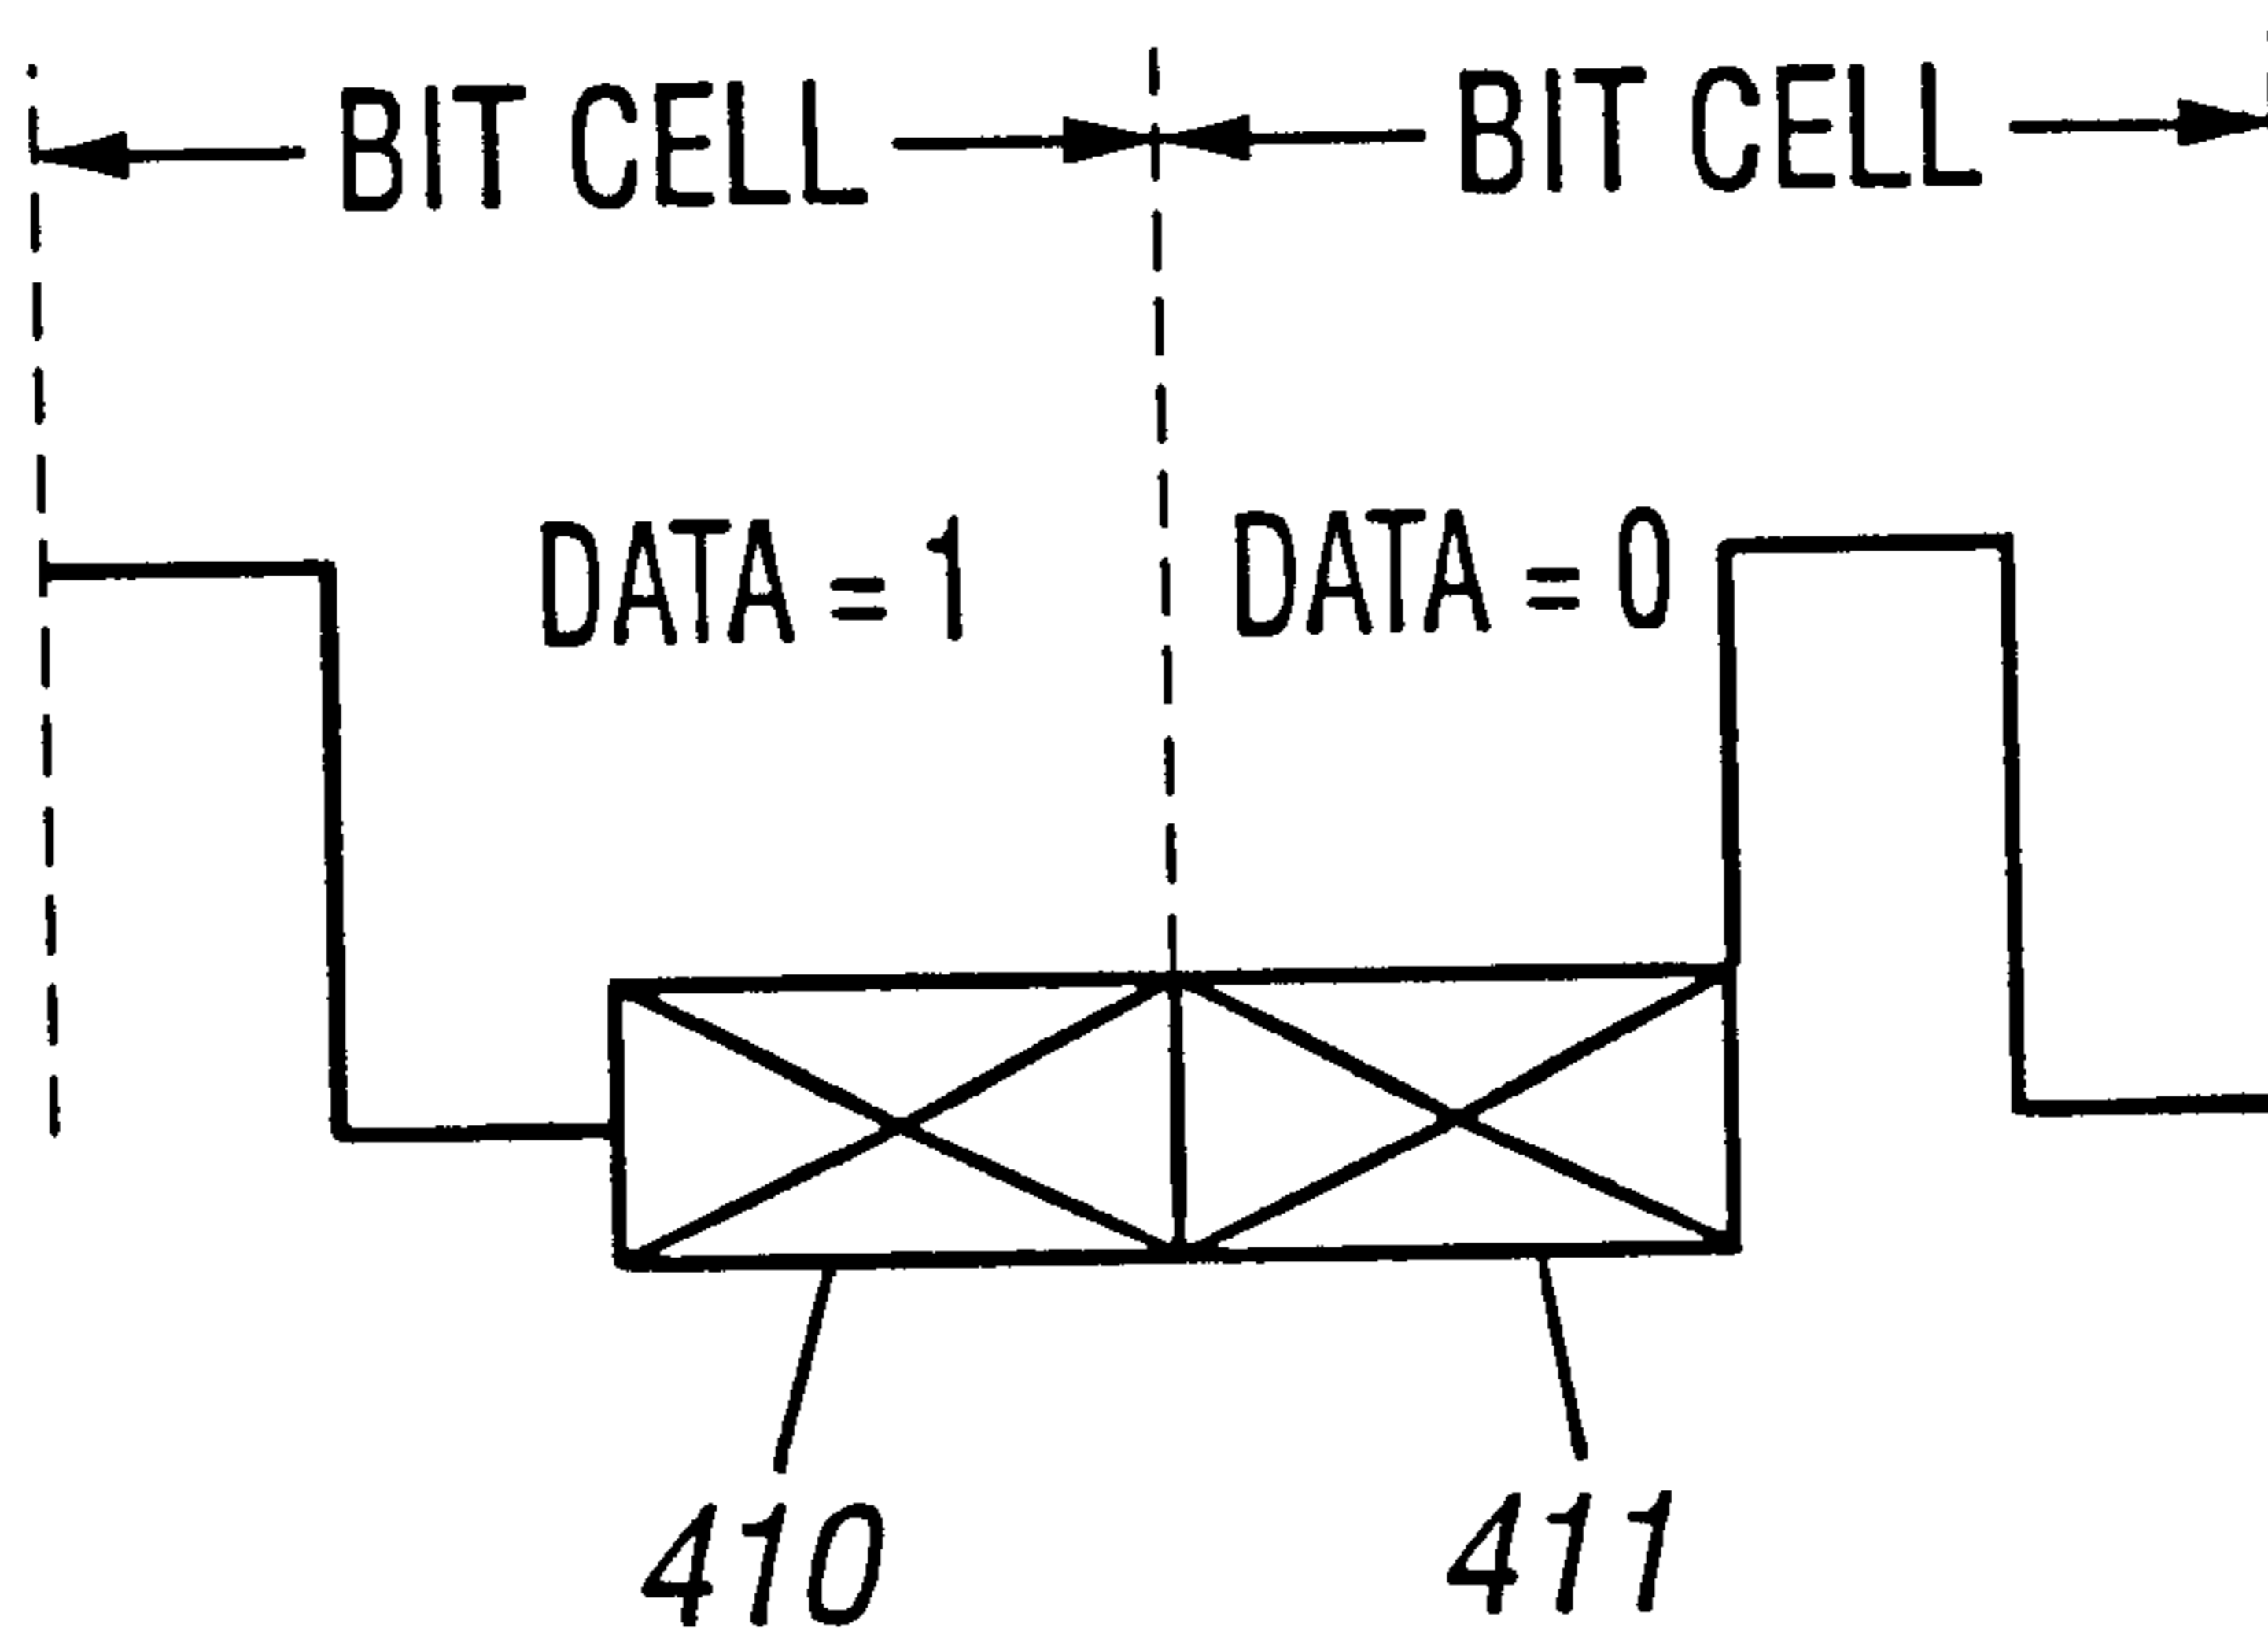 BIT CELL BIT CELL
DATA = 1 DATA = 0
410 411